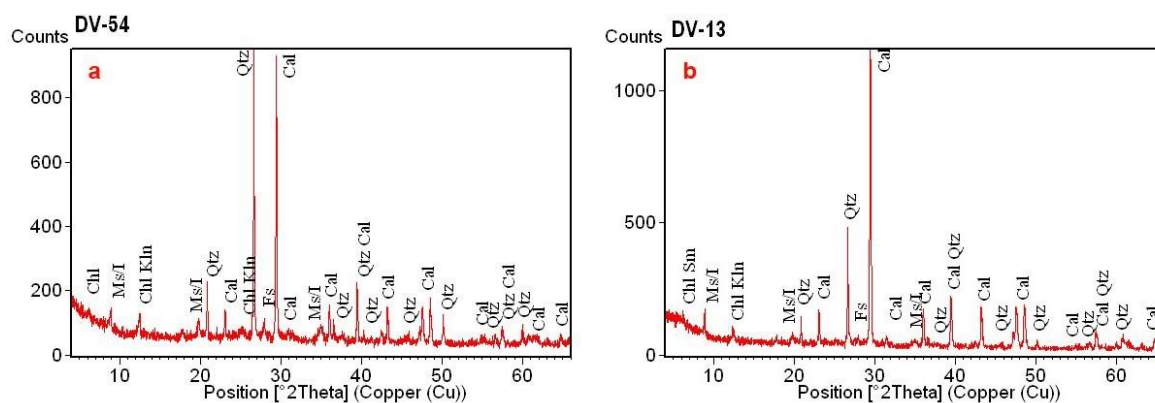 DV-54
Counts
a
800
600
400
200
0
Chl
Ms/I
Chl Kln
Ms/I
Qtz
Cal
Chl Kln
Qtz
Fs
Cal
Cal
Ms/I
Cal
Qtz
Qtz Cal
Qtz
Cal
Qtz
Cal
Qtz
Cal
Qtz
Qtz Cal
Qtz
Cal
Cal
10 20 30 40 50 60
Position [°2Theta] (Copper (Cu))
DV-13
Counts
b
1000
500
0
Chl Sm
Ms/I
Chl Kln
Ms/I
Qtz
Cal
Qtz
Fs
Cal
Cal
Ms/I
Cal
Qtz
Cal Qtz
Cal
Qtz
Cal
Qtz
Cal
Qtz
Cal Qtz
Qtz
Cal
10 20 30 40 50 60
Position [°2Theta] (Copper (Cu))